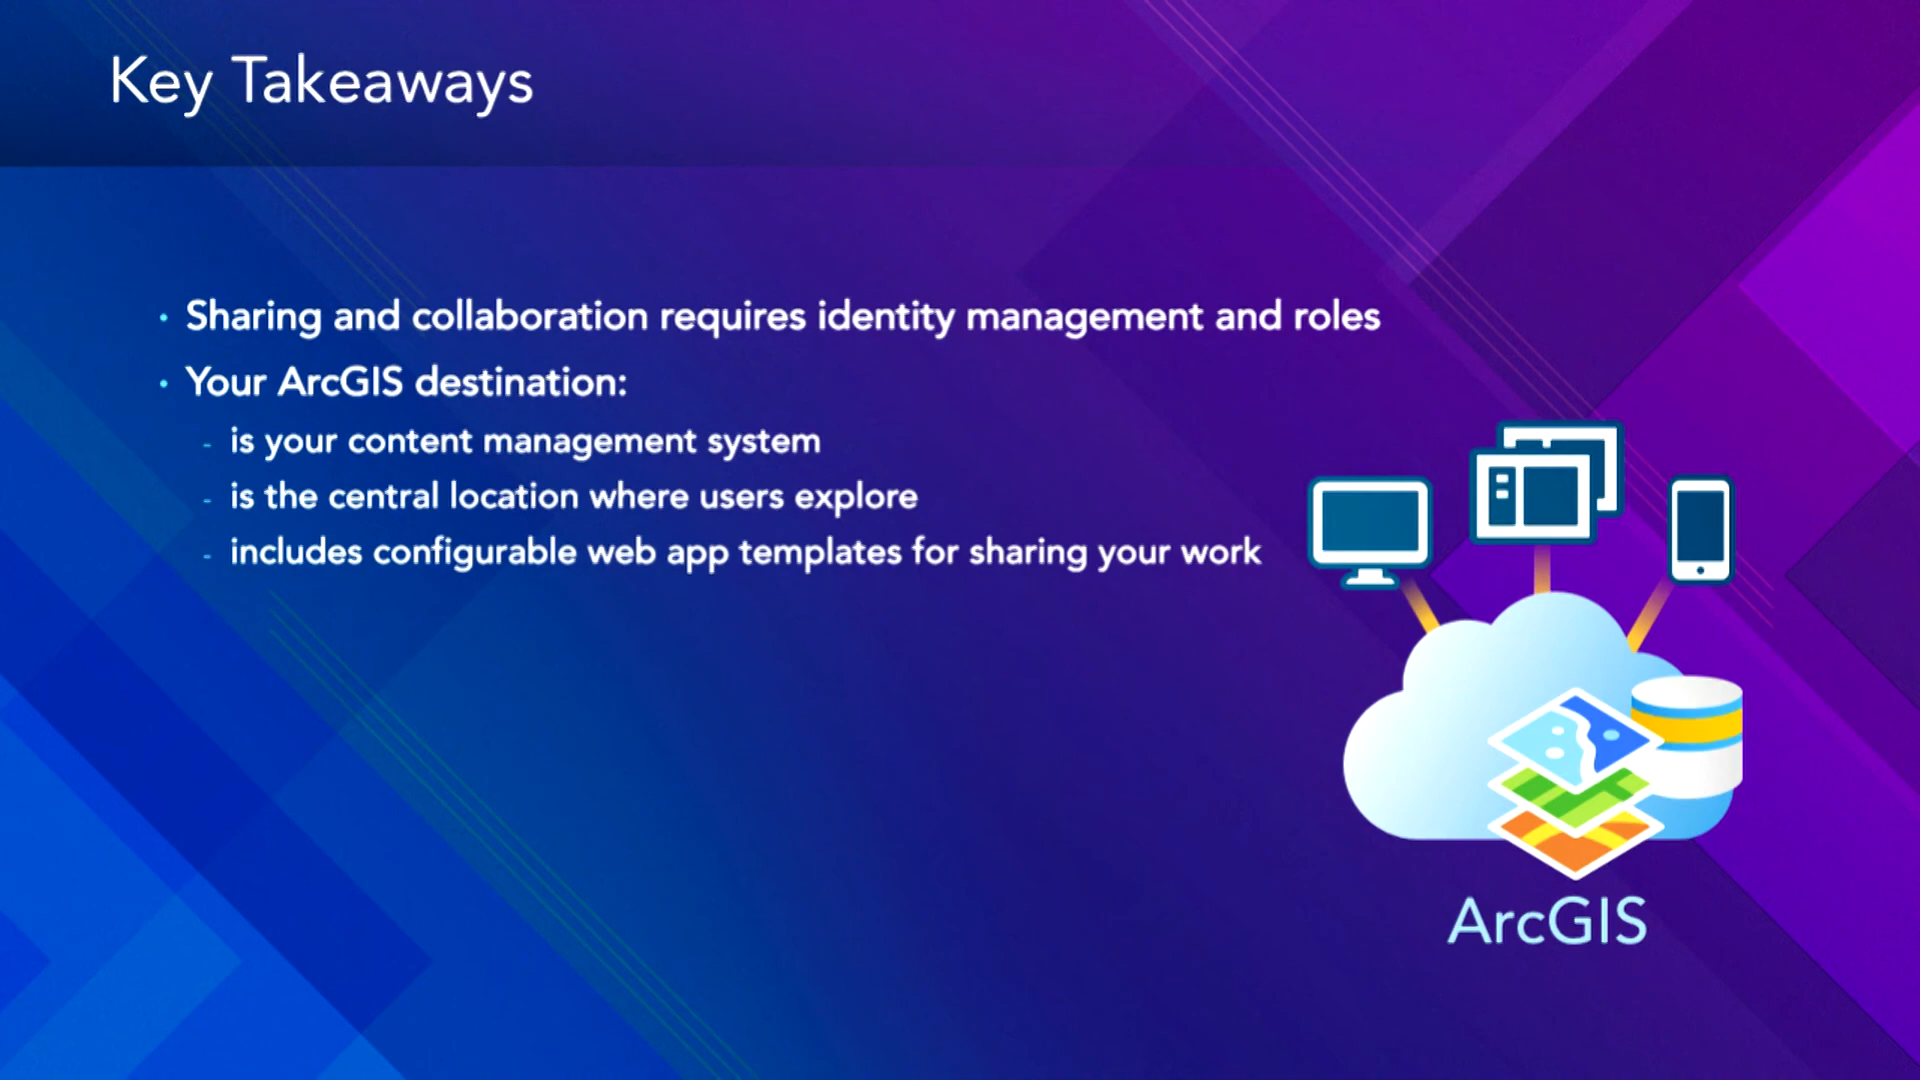 Key Takeaways
• Sharing and collaboration requires identity management and roles
• Your ArcGIS destination:
- is your content management system
- is the central location where users explore
- includes configurable web app templates for sharing your work
ArcGIS